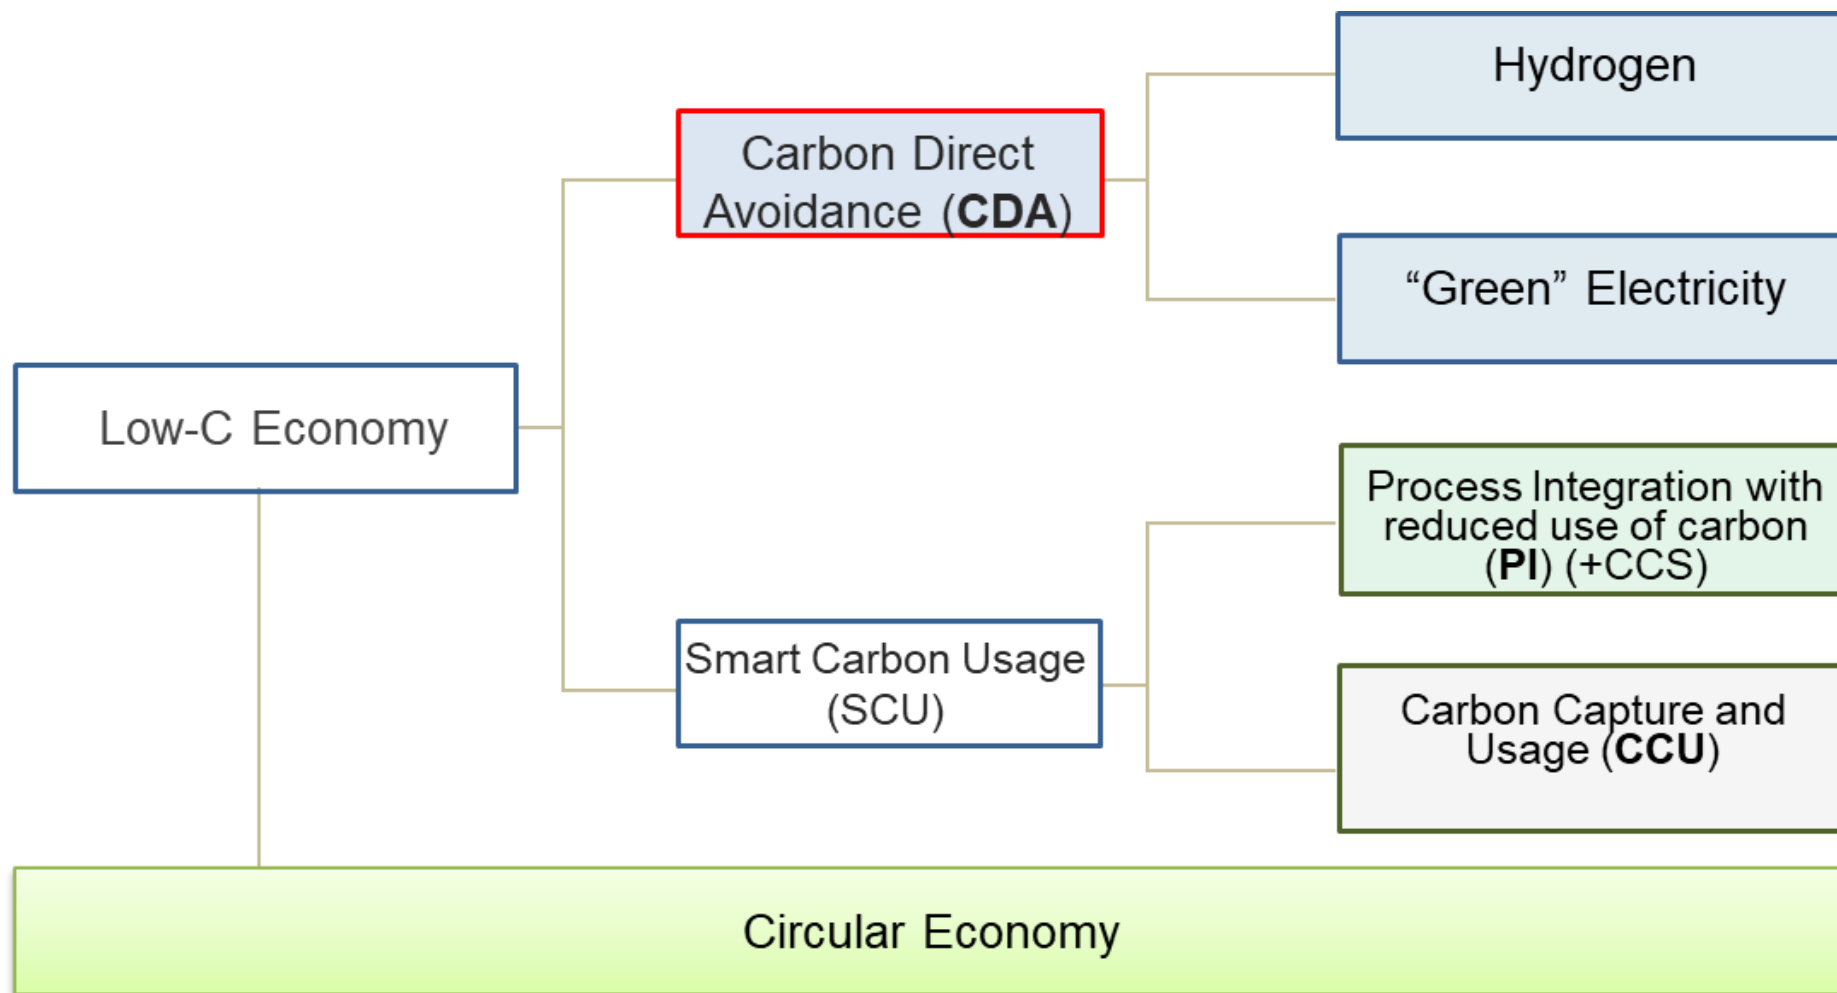 Hydrogen
Carbon Direct
Avoidance (CDA)
“Green” Electricity
Low-C Economy
Process Integration with
reduced use of carbon
(PI) (+CCS)
Smart Carbon Usage
(SCU)
Carbon Capture and
Usage (CCU)
Circular Economy